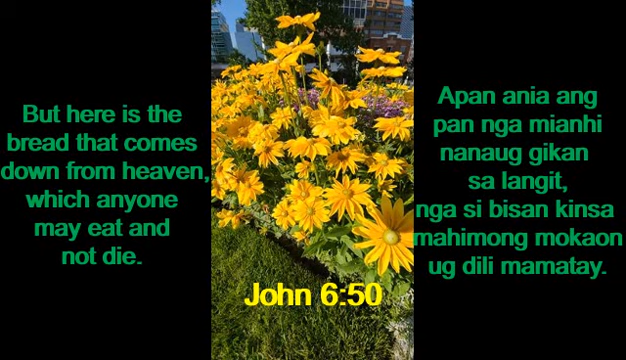 But here is the
bread that comes
down from heaven,
which anyone
may eat and
not die.
John 6:50
Apan ania ang
pan nga mianhi
nanaug gikan
sa langit,
nga si bisan kinsa
mahimong mokaon
ug dili mamatay.